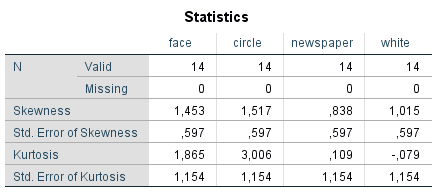 Statistics
face circle newspaper white
N Valid 14 14 14 14
Missing 0 0 0 0
Skewness 1,453 1,517 ,838 1,015
Std. Error of Skewness ,597 ,597 ,597 ,597
Kurtosis 1,865 3,006 ,109 -,079
Std. Error of Kurtosis 1,154 1,154 1,154 1,154